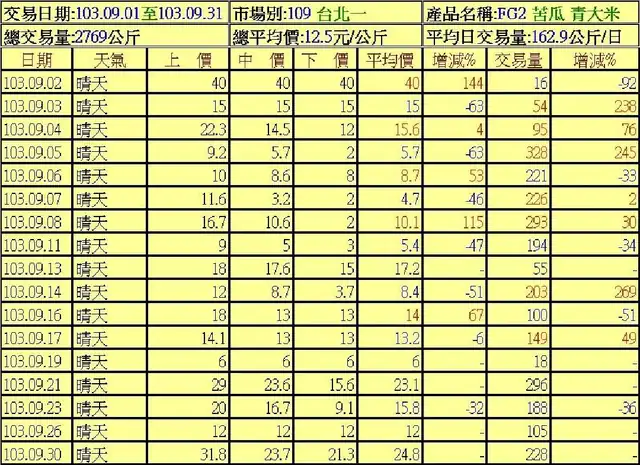 交易日期:103.09.01至103.09.31 市場別:109 台北一 產品名稱:FG2 苦瓜 青大米
總交易量:2769公斤 總平均價:12.5元/公斤 平均日交易量:162.9公斤/日
日期 天氣 上 價 中 價 下 價 平均價 增減% 交易量 增減%
103.09.02 晴天 40 40 40 40 144 16 -92
103.09.03 晴天 15 15 15 15 -63 54 238
103.09.04 晴天 22.3 14.5 12 15.6 4 95 76
103.09.05 晴天 9.2 5.7 2 5.7 -63 328 245
103.09.06 晴天 10 8.6 8 8.7 53 221 -33
103.09.07 晴天 11.6 3.2 2 4.7 -46 226 2
103.09.08 晴天 16.7 10.6 2 10.1 115 293 30
103.09.11 晴天 9 5 3 5.4 -47 194 -34
103.09.13 晴天 18 17.6 15 17.2 - 55 -
103.09.14 晴天 12 8.7 3.7 8.4 -51 203 269
103.09.16 晴天 18 13 13 14 67 100 -51
103.09.17 晴天 14.1 13 13 13.2 -6 149 49
103.09.19 晴天 6 6 6 6 - 18 -
103.09.21 晴天 29 23.6 15.6 23.1 - 296 -
103.09.23 晴天 20 16.7 9.1 15.8 -32 188 -36
103.09.26 晴天 12 12 12 12 - 105 -
103.09.30 晴天 31.8 23.7 21.3 24.8 - 228 -